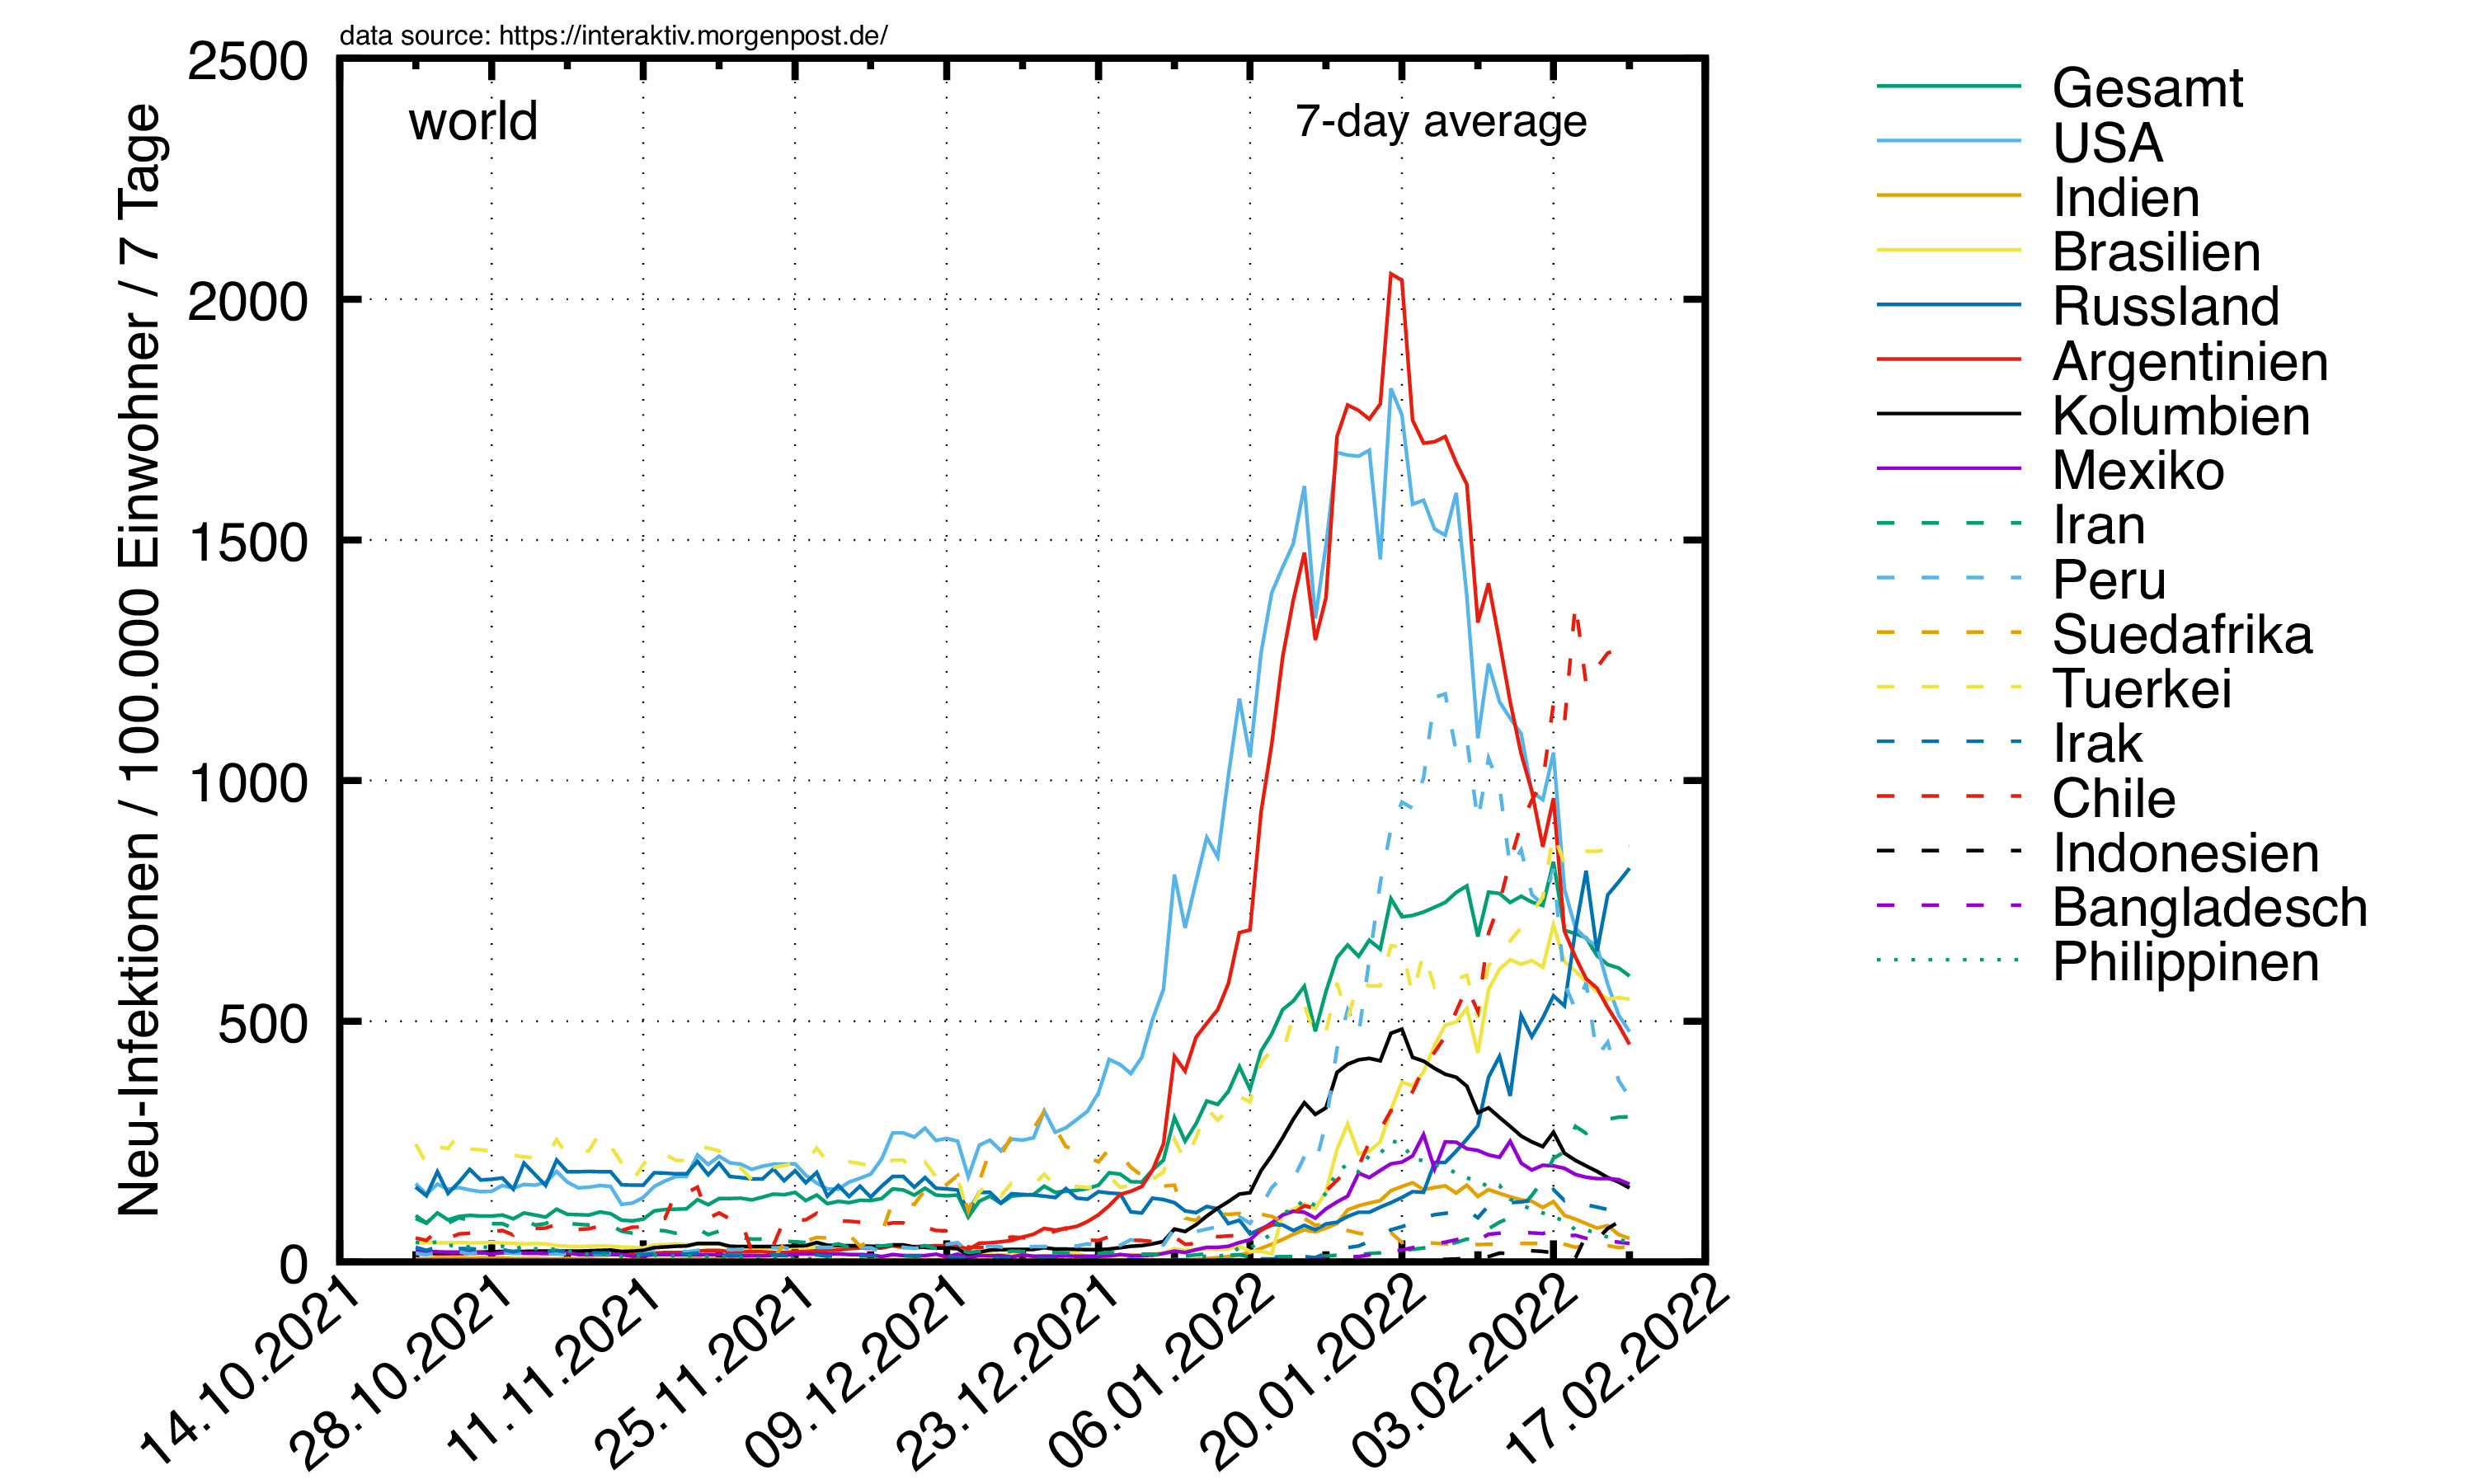 data source: https://interaktiv.morgenpost.de/
world
7-day average
Neu-Infektionen / 100.000 Einwohner / 7 Tage
2500
2000
1500
1000
500
0
14.10.2021
28.10.2021
11.11.2021
25.11.2021
09.12.2021
23.12.2021
06.01.2022
20.01.2022
03.02.2022
17.02.2022
Gesamt
USA
Indien
Brasilien
Russland
Argentinien
Kolumbien
Mexiko
Iran
Peru
Suedafrika
Tuerkei
Irak
Chile
Indonesien
Bangladesch
Philippinen